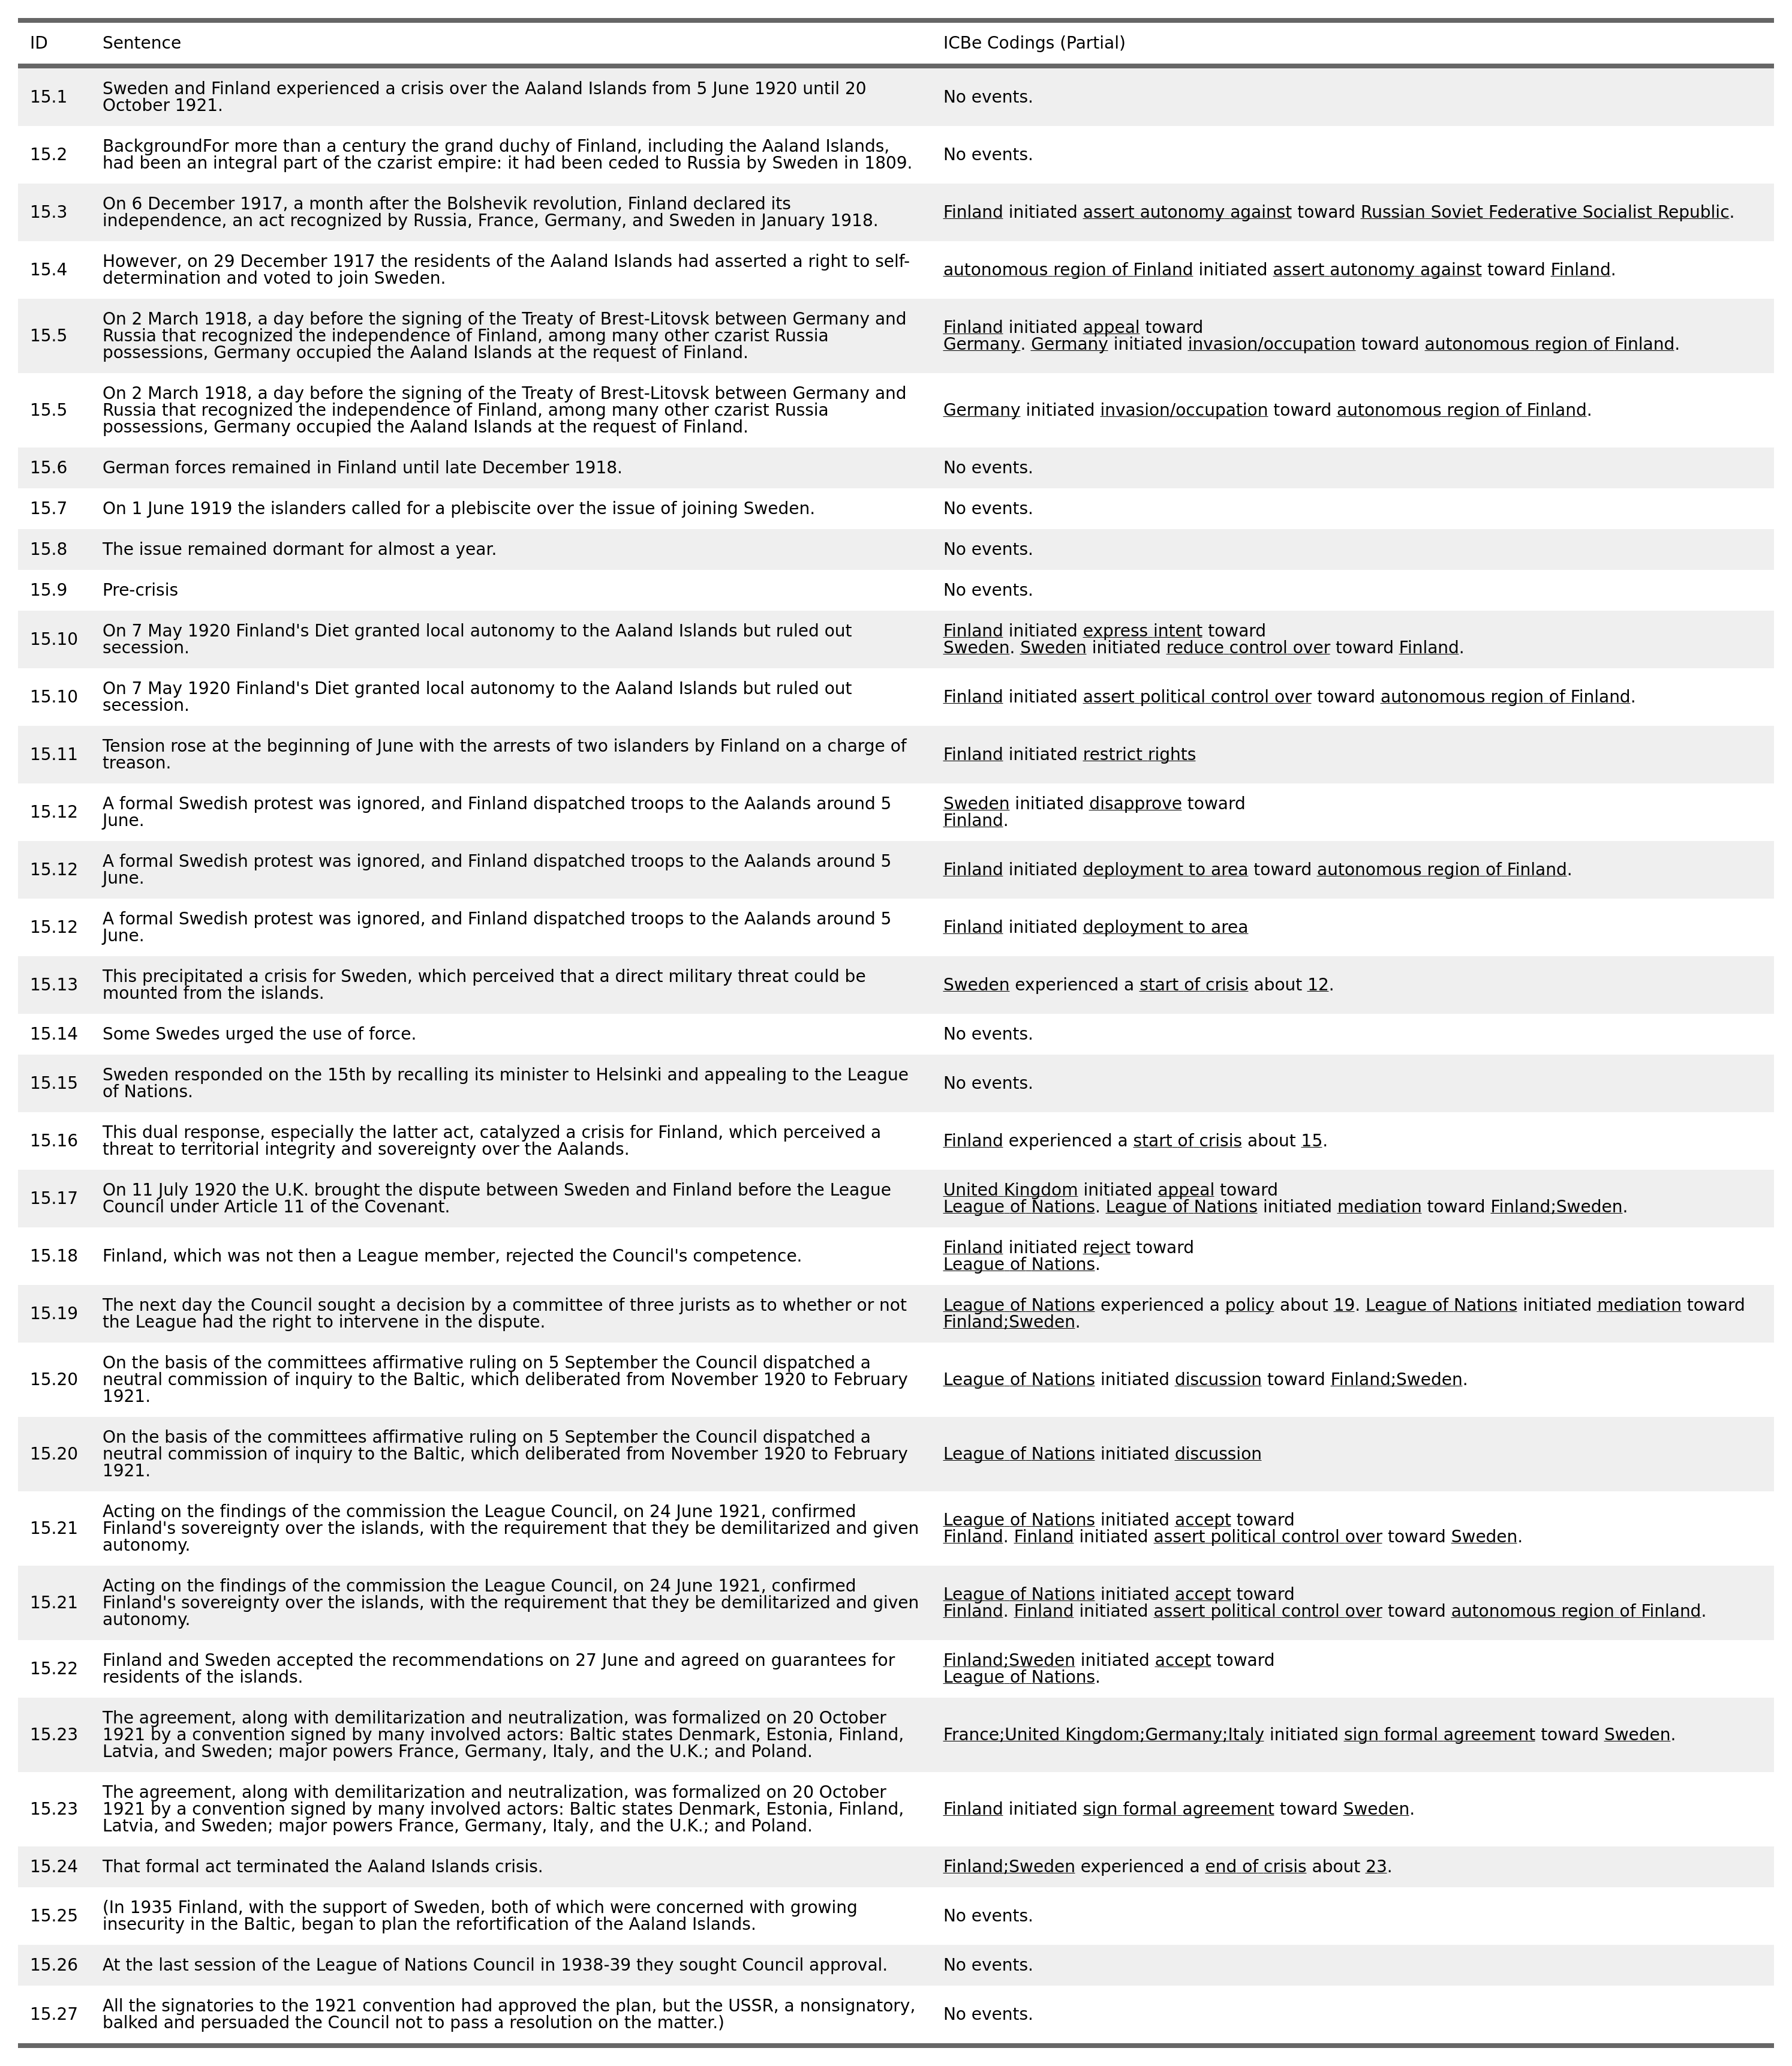 ID Sentence ICBe Codings (Partial)
15.1 Sweden and Finland experienced a crisis over the Aaland Islands from 5 June 1920 until 20
October 1921.
No events.
15.2 BackgroundFor more than a century the grand duchy of Finland, including the Aaland Islands,
had been an integral part of the czarist empire: it had been ceded to Russia by Sweden in 1809.
No events.
15.3 On 6 December 1917, a month after the Bolshevik revolution, Finland declared its
independence, an act recognized by Russia, France, Germany, and Sweden in January 1918.
Finland initiated assert autonomy against toward Russian Soviet Federative Socialist Republic.
15.4 However, on 29 December 1917 the residents of the Aaland Islands had asserted a right to self-
determination and voted to join Sweden.
autonomous region of Finland initiated assert autonomy against toward Finland.
15.5 On 2 March 1918, a day before the signing of the Treaty of Brest-Litovsk between Germany and
Russia that recognized the independence of Finland, among many other czarist Russia
possessions, Germany occupied the Aaland Islands at the request of Finland.
Finland initiated appeal toward
Germany. Germany initiated invasion/occupation toward autonomous region of Finland.
15.5 On 2 March 1918, a day before the signing of the Treaty of Brest-Litovsk between Germany and
Russia that recognized the independence of Finland, among many other czarist Russia
possessions, Germany occupied the Aaland Islands at the request of Finland.
Germany initiated invasion/occupation toward autonomous region of Finland.
15.6 German forces remained in Finland until late December 1918.
No events.
15.7 On 1 June 1919 the islanders called for a plebiscite over the issue of joining Sweden.
No events.
15.8 The issue remained dormant for almost a year.
No events.
15.9 Pre-crisis
No events.
15.10 On 7 May 1920 Finland's Diet granted local autonomy to the Aaland Islands but ruled out
secession.
Finland initiated express intent toward
Sweden. Sweden initiated reduce control over toward Finland.
15.10 On 7 May 1920 Finland's Diet granted local autonomy to the Aaland Islands but ruled out
secession.
Finland initiated assert political control over toward autonomous region of Finland.
15.11 Tension rose at the beginning of June with the arrests of two islanders by Finland on a charge of
treason.
Finland initiated restrict rights
15.12 A formal Swedish protest was ignored, and Finland dispatched troops to the Aalands around 5
June.
Sweden initiated disapprove toward
Finland.
15.12 A formal Swedish protest was ignored, and Finland dispatched troops to the Aalands around 5
June.
Finland initiated deployment to area toward autonomous region of Finland.
15.12 A formal Swedish protest was ignored, and Finland dispatched troops to the Aalands around 5
June.
Finland initiated deployment to area
15.13 This precipitated a crisis for Sweden, which perceived that a direct military threat could be
mounted from the islands.
Sweden experienced a start of crisis about 12.
15.14 Some Swedes urged the use of force.
No events.
15.15 Sweden responded on the 15th by recalling its minister to Helsinki and appealing to the League
of Nations.
No events.
15.16 This dual response, especially the latter act, catalyzed a crisis for Finland, which perceived a
threat to territorial integrity and sovereignty over the Aalands.
Finland experienced a start of crisis about 15.
15.17 On 11 July 1920 the U.K. brought the dispute between Sweden and Finland before the League
Council under Article 11 of the Covenant.
United Kingdom initiated appeal toward
League of Nations. League of Nations initiated mediation toward Finland;Sweden.
15.18 Finland, which was not then a League member, rejected the Council's competence.
Finland initiated reject toward
League of Nations.
15.19 The next day the Council sought a decision by a committee of three jurists as to whether or not
the League had the right to intervene in the dispute.
League of Nations experienced a policy about 19. League of Nations initiated mediation toward
Finland;Sweden.
15.20 On the basis of the committees affirmative ruling on 5 September the Council dispatched a
neutral commission of inquiry to the Baltic, which deliberated from November 1920 to February
1921.
League of Nations initiated discussion toward Finland;Sweden.
15.20 On the basis of the committees affirmative ruling on 5 September the Council dispatched a
neutral commission of inquiry to the Baltic, which deliberated from November 1920 to February
1921.
League of Nations initiated discussion
15.21 Acting on the findings of the commission the League Council, on 24 June 1921, confirmed
Finland's sovereignty over the islands, with the requirement that they be demilitarized and given
autonomy.
League of Nations initiated accept toward
Finland. Finland initiated assert political control over toward Sweden.
15.21 Acting on the findings of the commission the League Council, on 24 June 1921, confirmed
Finland's sovereignty over the islands, with the requirement that they be demilitarized and given
autonomy.
League of Nations initiated accept toward
Finland. Finland initiated assert political control over toward autonomous region of Finland.
15.22 Finland and Sweden accepted the recommendations on 27 June and agreed on guarantees for
residents of the islands.
Finland;Sweden initiated accept toward
League of Nations.
15.23 The agreement, along with demilitarization and neutralization, was formalized on 20 October
1921 by a convention signed by many involved actors: Baltic states Denmark, Estonia, Finland,
Latvia, and Sweden; major powers France, Germany, Italy, and the U.K.; and Poland.
France;United Kingdom;Germany;Italy initiated sign formal agreement toward Sweden.
15.23 The agreement, along with demilitarization and neutralization, was formalized on 20 October
1921 by a convention signed by many involved actors: Baltic states Denmark, Estonia, Finland,
Latvia, and Sweden; major powers France, Germany, Italy, and the U.K.; and Poland.
Finland initiated sign formal agreement toward Sweden.
15.24 That formal act terminated the Aaland Islands crisis.
Finland;Sweden experienced a end of crisis about 23.
15.25 (In 1935 Finland, with the support of Sweden, both of which were concerned with growing
insecurity in the Baltic, began to plan the refortification of the Aaland Islands.
No events.
15.26 At the last session of the League of Nations Council in 1938-39 they sought Council approval.
No events.
15.27 All the signatories to the 1921 convention had approved the plan, but the USSR, a nonsignatory,
balked and persuaded the Council not to pass a resolution on the matter.)
No events.